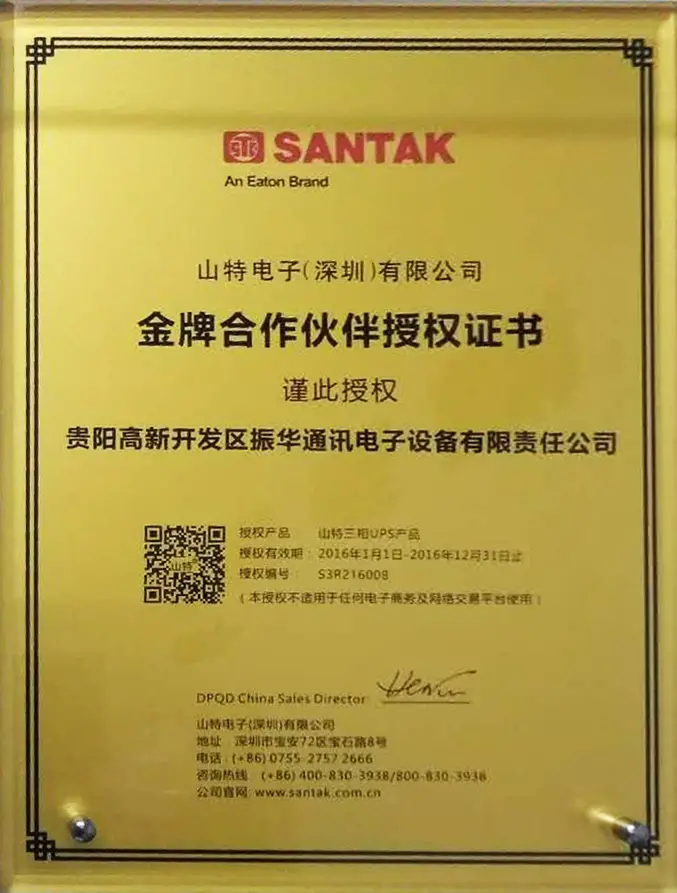 SANTAK
An Eaton Brand
山特电子(深圳)有限公司
金牌合作伙伴授权证书
谨此授权
贵阳高新开发区振华通讯电子设备有限责任公司
山特
授权产品 山特三相UPS产品
授权有效期: 2016年1月1日-2016年12月31日止
授权编号: S3R216008
(本授权不适用于任何电子商务及网络交易平台使用)
DPQD China Sales Director
山特电子(深圳)有限公司
地址 深圳市宝安72区宝石路8号
电话:(+86) 0755-2757 2666
咨询热线 (+86) 400-830-3938/800-830-3938
公司官网: www.santak.com.cn